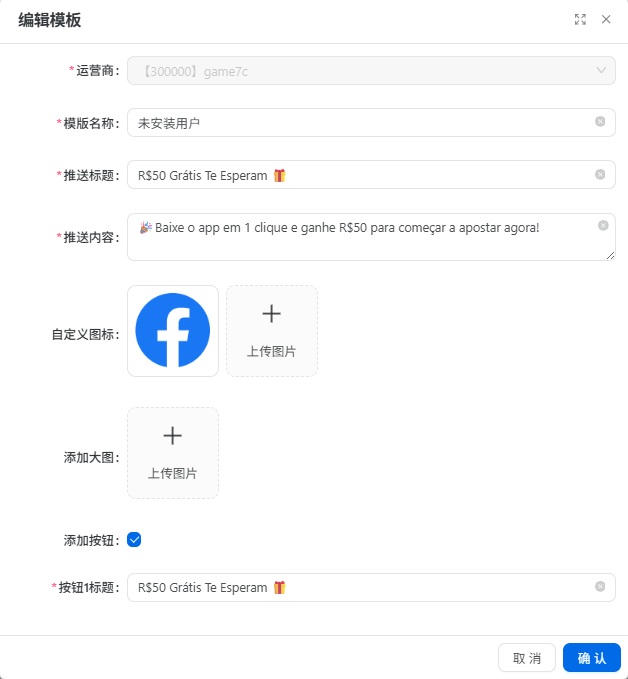 编辑模板
*运营商: 【300000】game7c
*模版名称: 未安装用户
*推送标题: R$50 Grátis Te Esperam 🎁
*推送内容: 🎉 Baixe o app em 1 clique e ganhe R$50 para começar a apostar agora!
自定义图标:
上传图片
添加大图:
上传图片
添加按钮:
*按钮1标题: R$50 Grátis Te Esperam 🎁
取 消
确 认